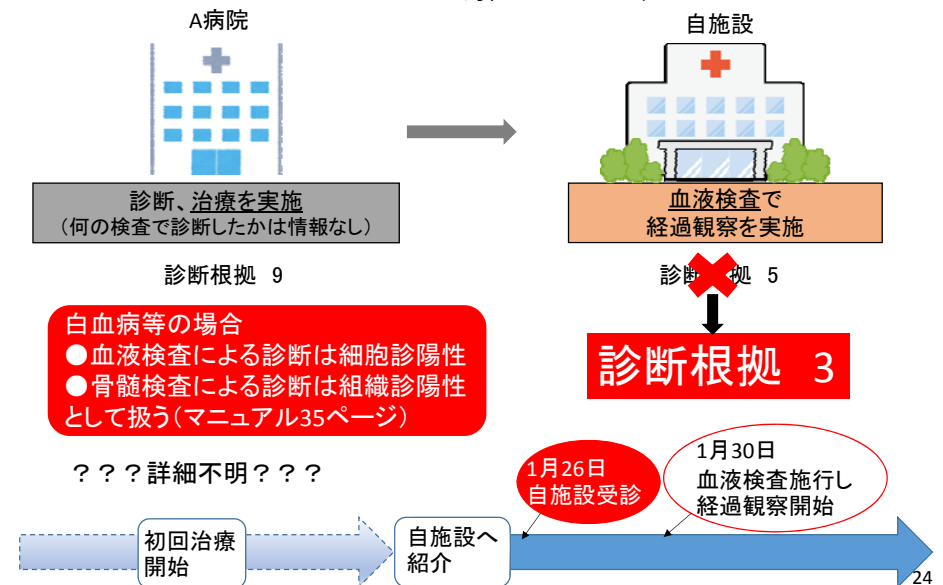 A病院
自施設
診断、治療を実施
(何の検査で診断したかは情報なし)
血液検査で
経過観察を実施
診断根拠 9
診断 拠 5
白血病等の場合
●血液検査による診断は細胞診陽性
●骨髄検査による診断は組織診陽性
として扱う(マニュアル35ページ)
診断根拠 3
???詳細不明???
1月26日
自施設受診
1月30日
血液検査施行し
経過観察開始
初回治療
開始
自施設へ
紹介
24